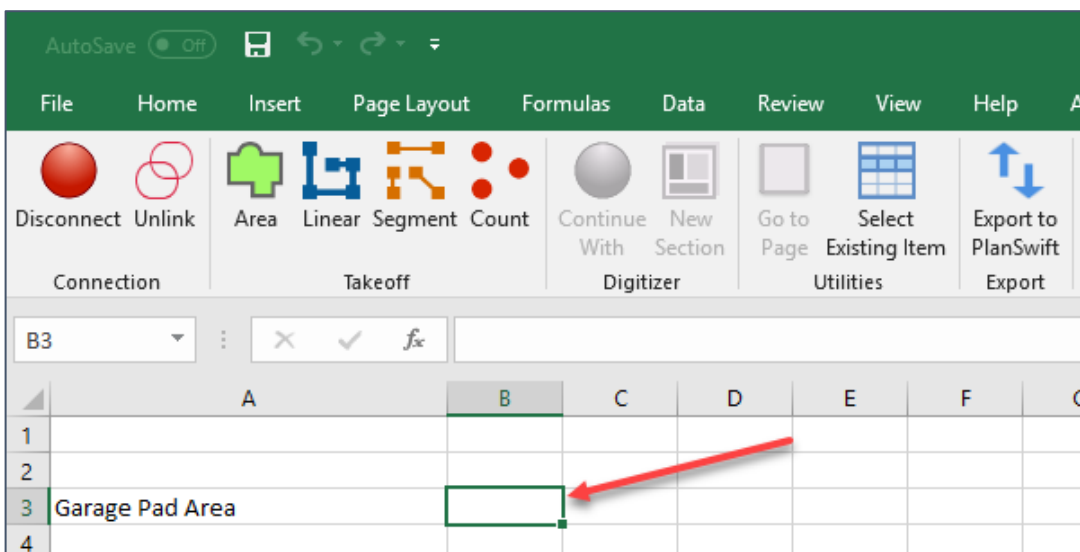 AutoSave Off
File Home Insert Page Layout Formulas Data Review View Help A
Disconnect Unlink Area Linear Segment Count Continue With New Section Go to Page Select Existing Item Export to PlanSwift
Connection Takeoff Digitizer Utilities Export
B3 fx
A B C D E F
1
2
3 Garage Pad Area
4